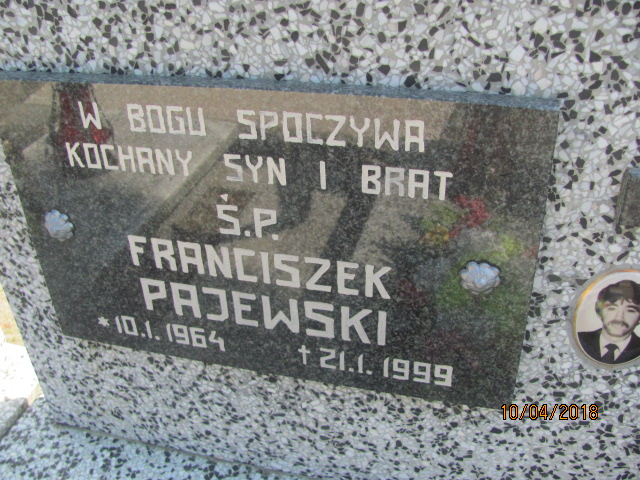 W BOGU SPOCZYWA
KOCHANY SYN I BRAT
Ś.P.
FRANCISZEK
PAJEWSKI
*10.1.1964
†21.1.1999
10/04/2018